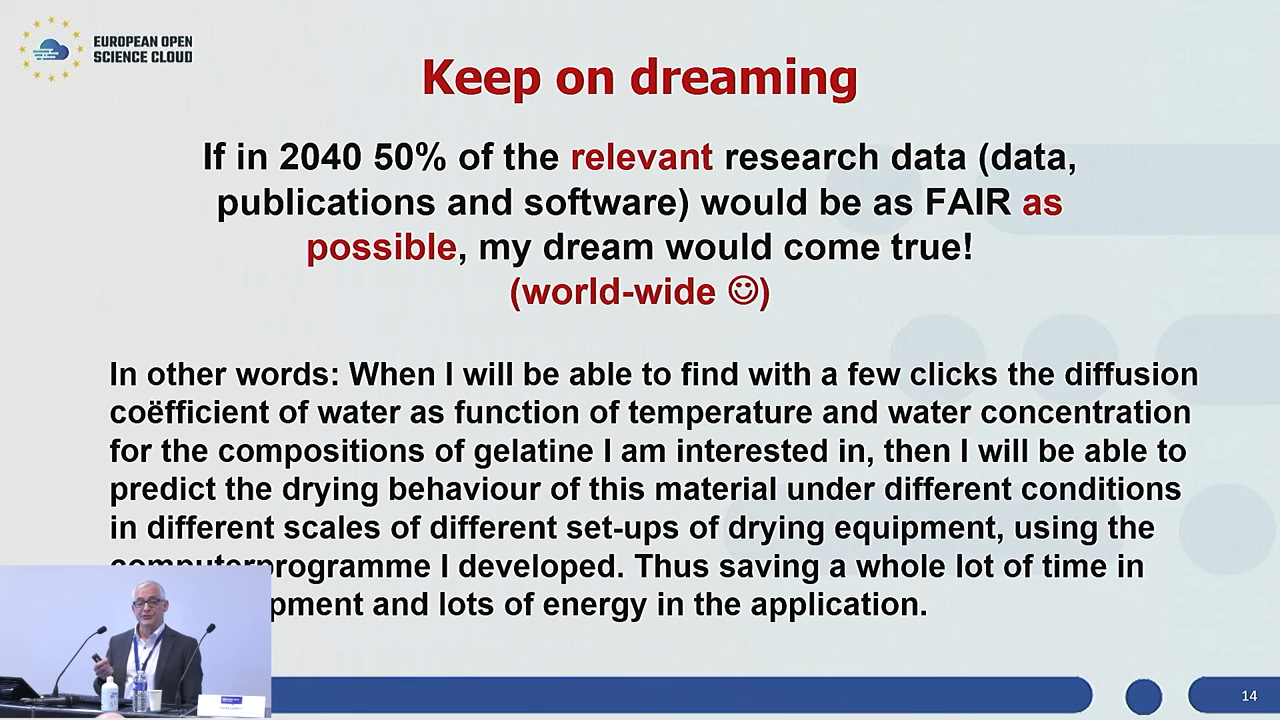 EUROPEAN OPEN
SCIENCE CLOUD
Keep on dreaming
If in 2040 50% of the relevant research data (data,
publications and software) would be as FAIR as
possible, my dream would come true!
(world-wide ☺)
In other words: When I will be able to find with a few clicks the diffusion
coëfficient of water as function of temperature and water concentration
for the compositions of gelatine I am interested in, then I will be able to
predict the drying behaviour of this material under different conditions
in different scales of different set-ups of drying equipment, using the
computerprogramme I developed. Thus saving a whole lot of time in
pment and lots of energy in the application.
14